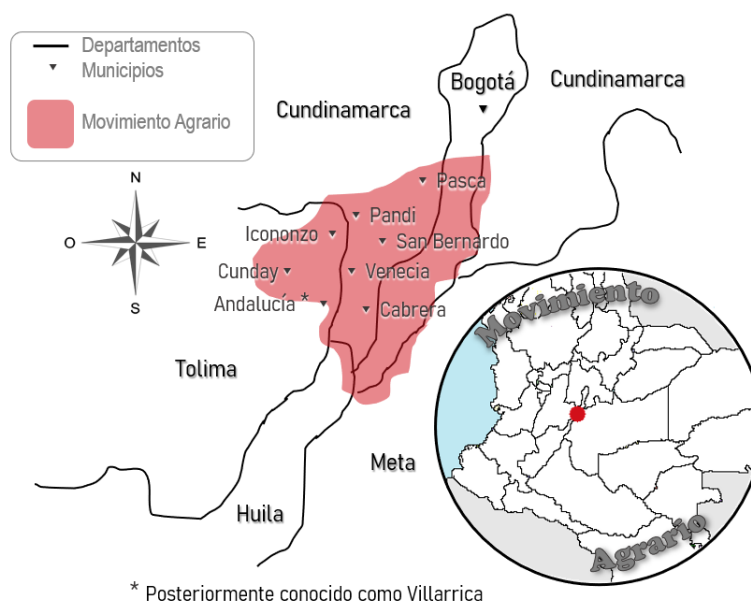 Departamentos
Municipios
Movimiento Agrario
Bogotá
Cundinamarca
Cundinamarca
N
O
E
S
Pasca
Pandi
Iconozo
San Bernardo
Cunday
Venecia
Andalucía *
Cabrera
Tolima
Meta
Huila
Movimiento
Agrario
* Posteriormente conocido como Villarrica